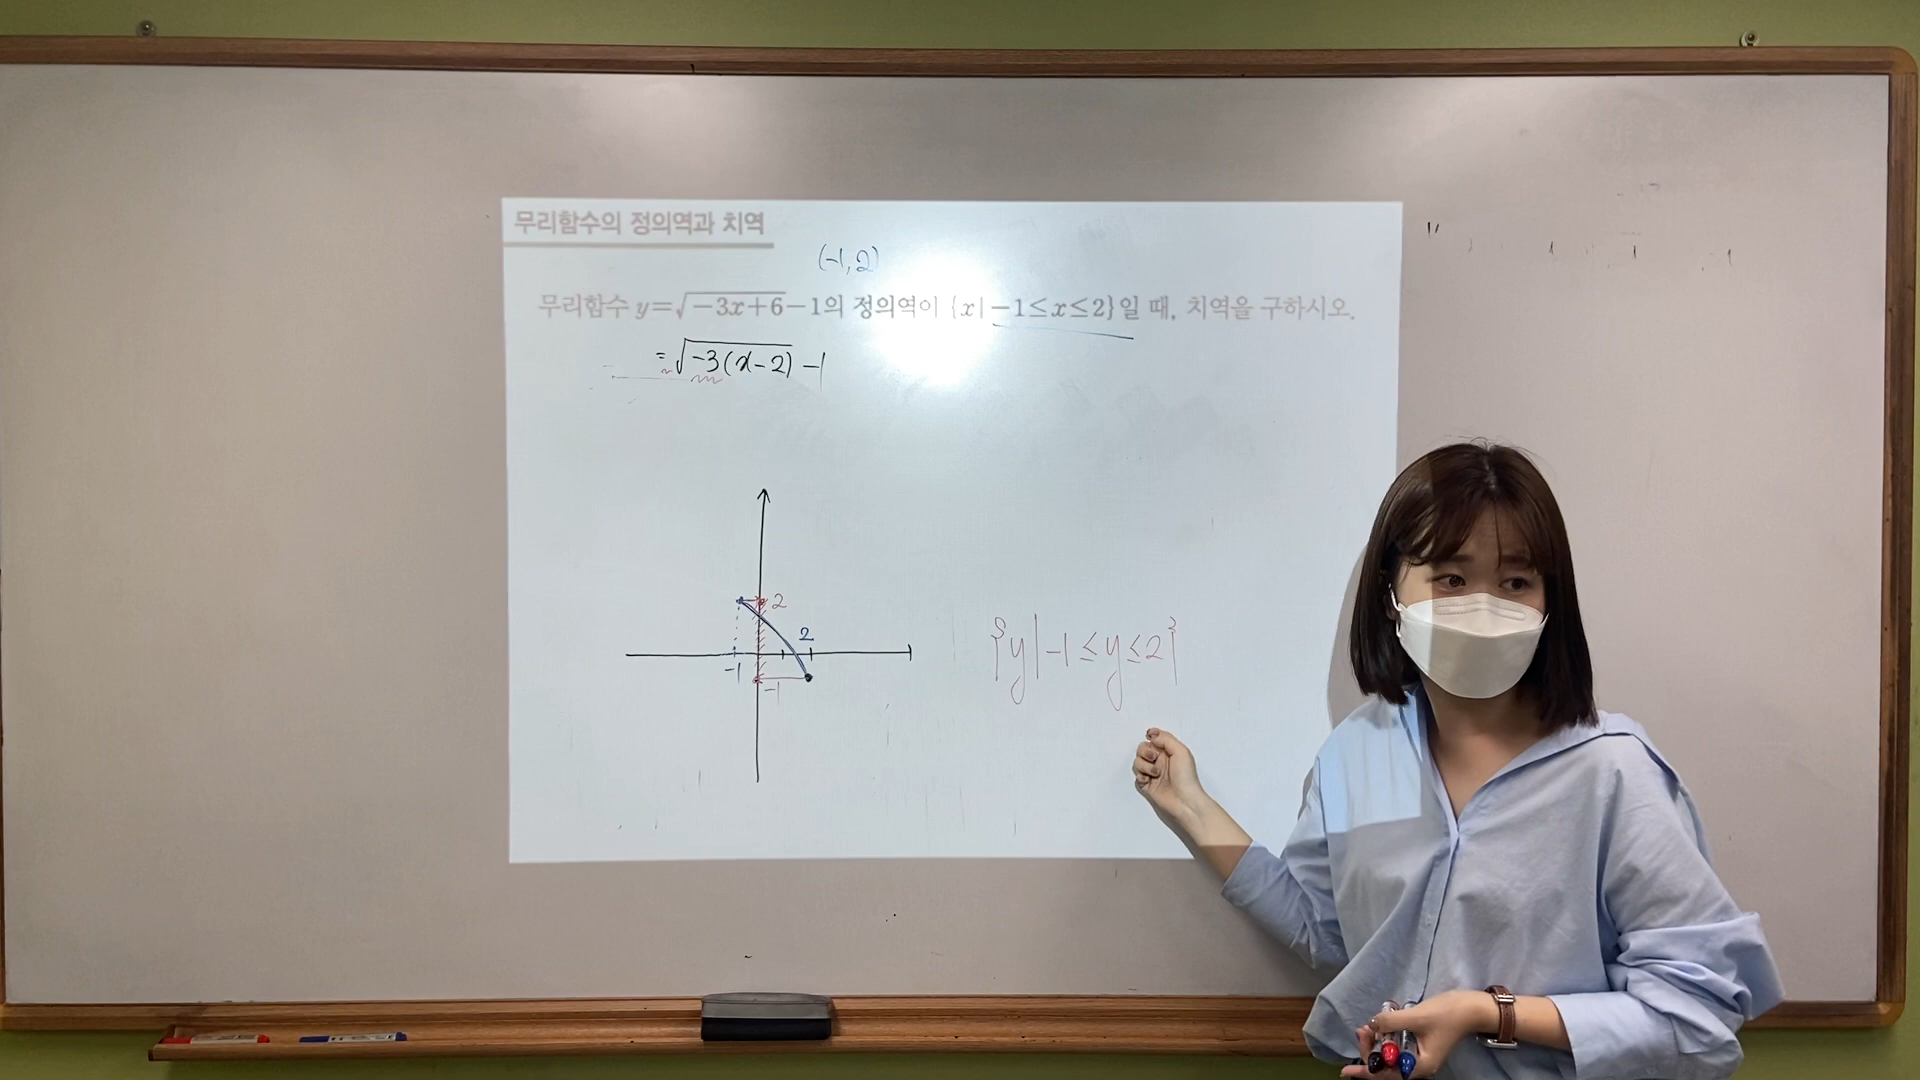 무리함수의 정의역과 치역
(-1, 2)
무리함수 y=√-3x+6-1의 정의역이 {x|-1≤x≤2}일 때, 치역을 구하시오.
=√-3(x-2) -1
2
2
-1
-1
{y|-1≤y≤2}